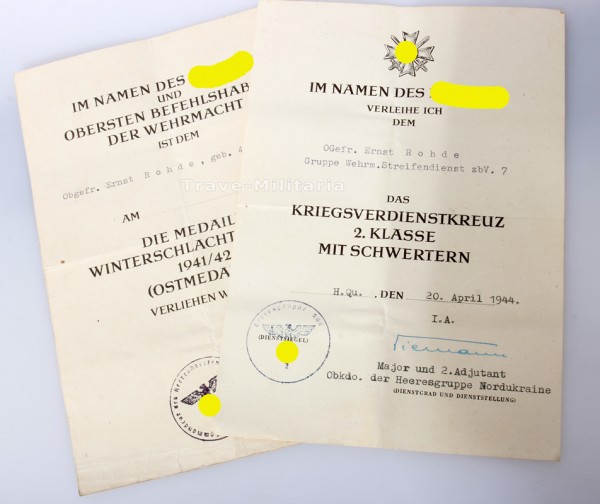 IM NAMEN DES
UND
OBERSTEN BEFEHLSHAB
DER WEHRMACHT
IST DEM
Obgefr. Ernst Rohde, geb. 4
AM
DIE MEDAIL
WINTERSCHLACHT
1941/42
(OSTMEDA
VERLIEHEN W
IM NAMEN DES
VERLEIHE ICH
DEM
OGefr. Ernst Rohde
Gruppe Wehrm.Streifendienst zbV. 7
DAS
KRIEGSVERDIENSTKREUZ
2. KLASSE
MIT SCHWERTERN
H.Qu. , DEN 20. April 1944.
I.A.
(DIENSTSIEGEL)
2
Major und 2.Adjutant
Obkdo. der Heeresgruppe Nordukraine
(DIENSTGRAD UND DIENSTSTELLUNG)
Trave-Militaria